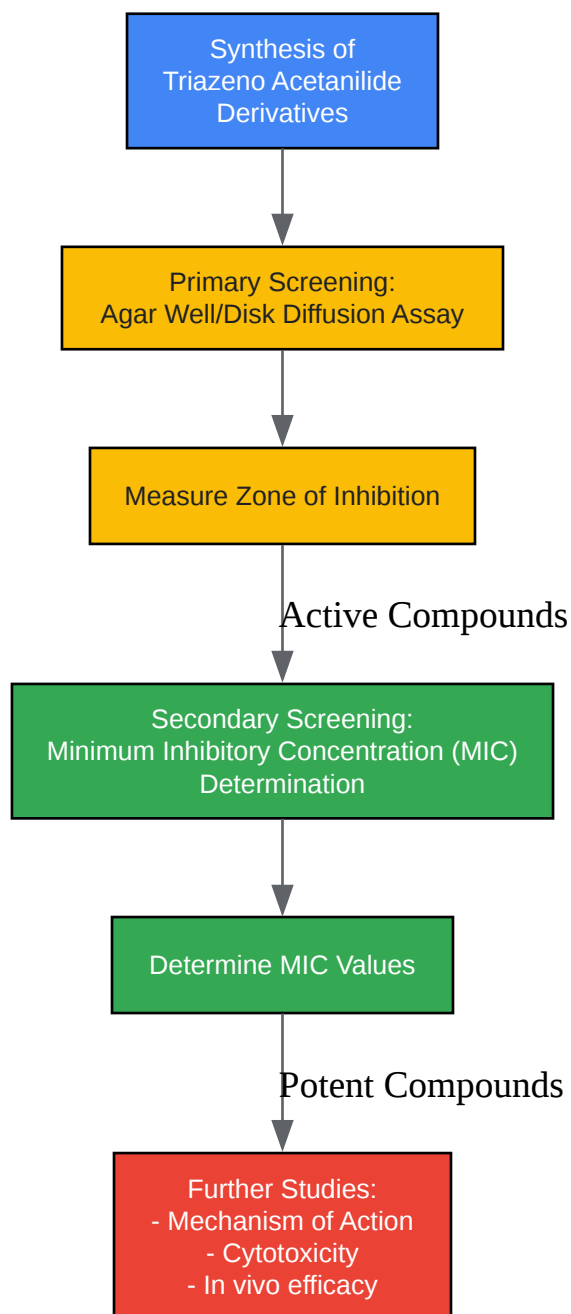 Synthesis of
Triazeno Acetanilide
Derivatives
Primary Screening:
Agar Well/Disk Diffusion Assay
Measure Zone of Inhibition
Active Compounds
Secondary Screening:
Minimum Inhibitory Concentration (MIC)
Determination
Determine MIC Values
Potent Compounds
Further Studies:
- Mechanism of Action
- Cytotoxicity
- In vivo efficacy